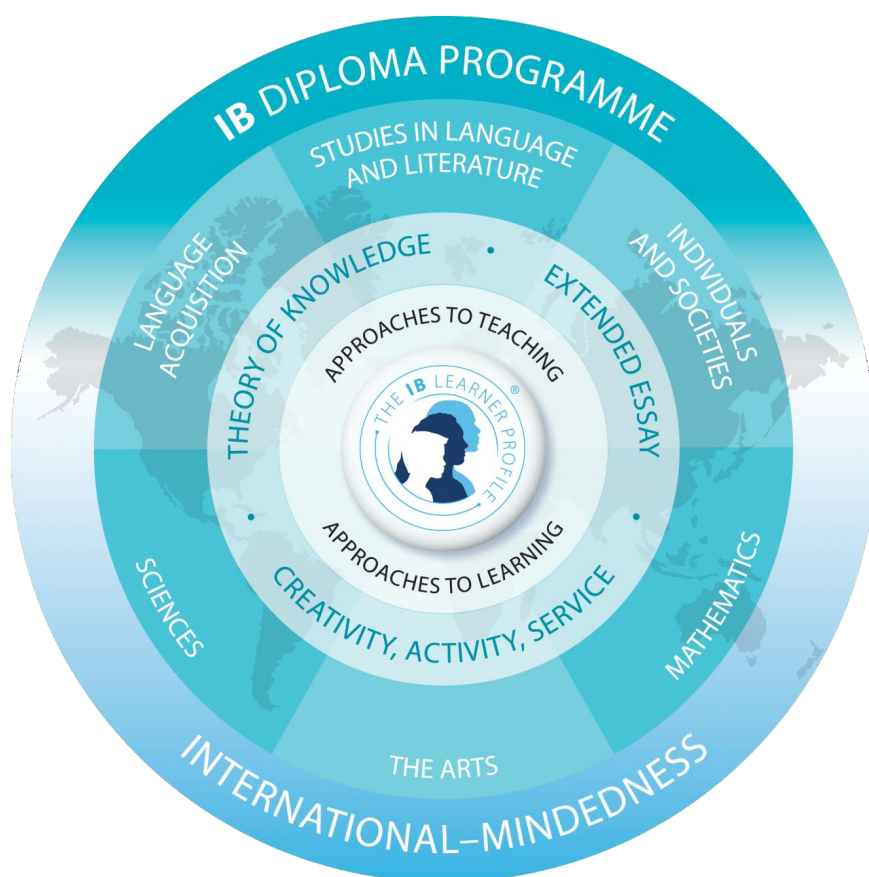 IB DIPLOMA PROGRAMME
STUDIES IN LANGUAGE
AND LITERATURE
LANGUAGE
ACQUISITION
INDIVIDUALS
AND SOCIETIES
THEORY OF KNOWLEDGE
•
EXTENDED ESSAY
APPROACHES TO TEACHING
• THE IB LEARNER PROFILE •
®
APPROACHES TO LEARNING
•
CREATIVITY, ACTIVITY, SERVICE
•
SCIENCES
MATHEMATICS
THE ARTS
INTERNATIONAL–MINDEDNESS